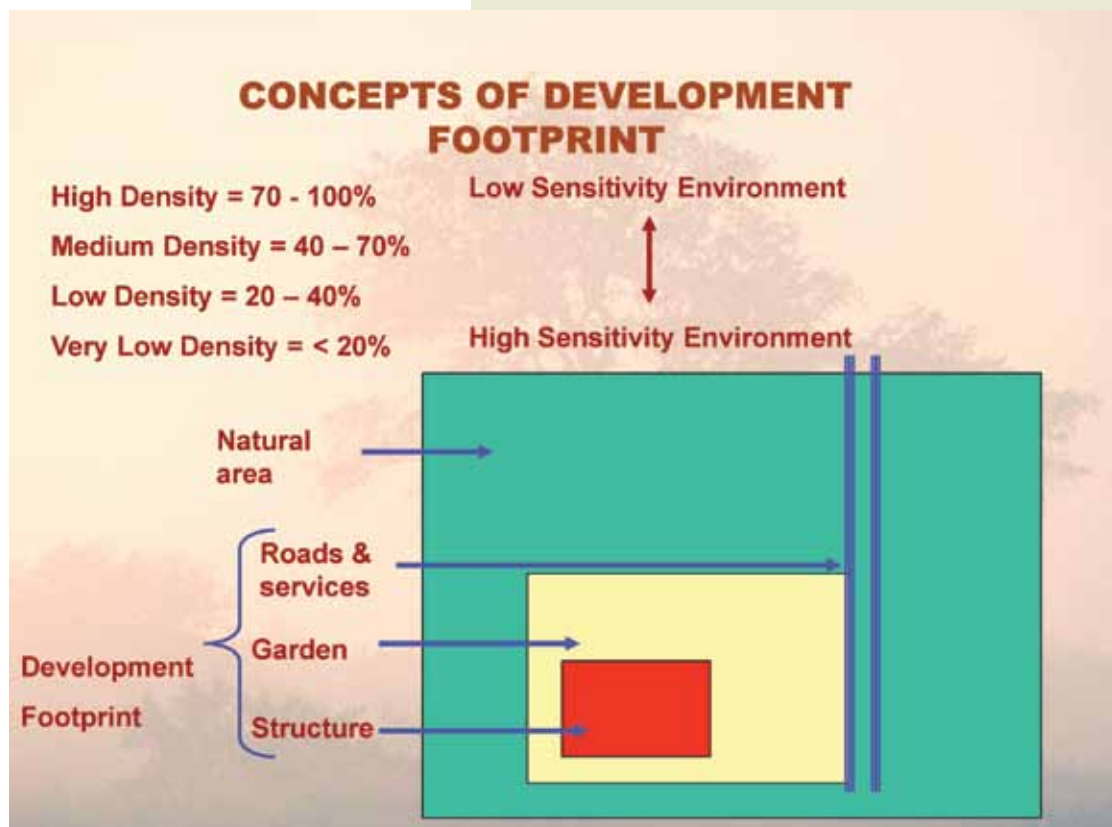 CONCEPTS OF DEVELOPMENT
FOOTPRINT
High Density = 70 - 100%
Medium Density = 40 – 70%
Low Density = 20 – 40%
Very Low Density = < 20%
Low Sensitivity Environment
High Sensitivity Environment
Natural
area
Roads &
services
Garden
Structure
Development
Footprint